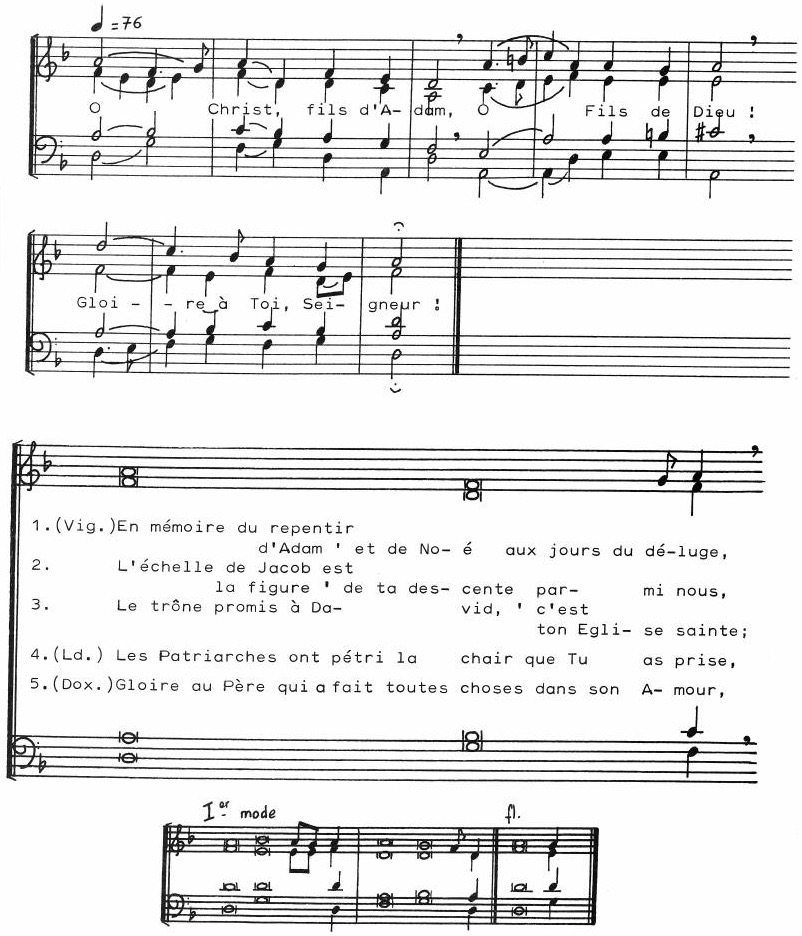 ♩ = 76
O Christ, fils d'A- dam, O Fils de Dieu !
Gloi - - re à Toi, Sei- gneur !
1.(Vig.)En mémoire du repentir
d'Adam ' et de No- é aux jours du dé-luge,
2. L'échelle de Jacob est
la figure ' de ta des- cente par- mi nous,
3. Le trône promis à Da- vid, ' c'est
ton Egli- se sainte;
4.(Ld.) Les Patriarches ont pétri la chair que Tu as prise,
5.(Dox.)Gloire au Père qui a fait toutes choses dans son A- mour,
Ier mode fl.